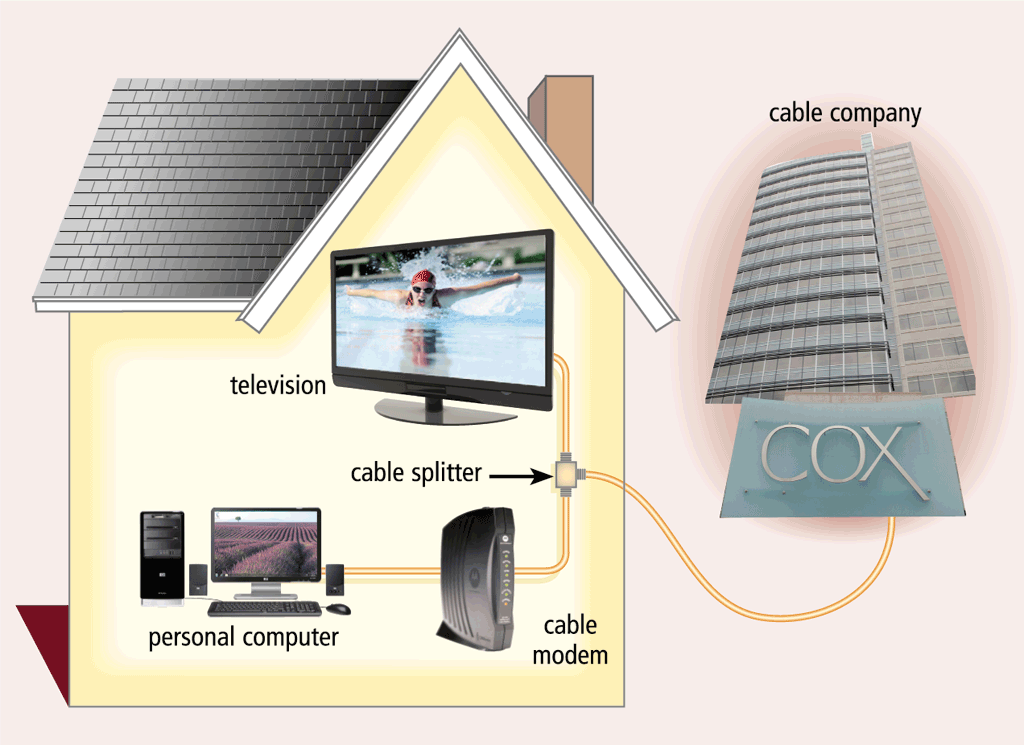 cable company
television
COX
cable splitter
personal computer
cable
modem